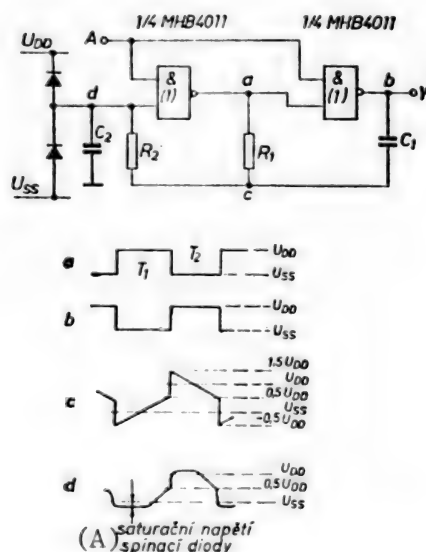 1/4 MHB4011 1/4 MHB4011
A
U_DD
d
& (1)
a
& (1)
b
Y
C_2
R_2
R_1
C_1
U_SS
c
a T_1 T_2 U_DD
U_SS
b U_DD
U_SS
c 1,5 U_DD
U_DD
0,5 U_DD
U_SS
-0,5 U_DD
d U_DD
0,5 U_DD
U_SS
(A) saturační napětí
spínací diody